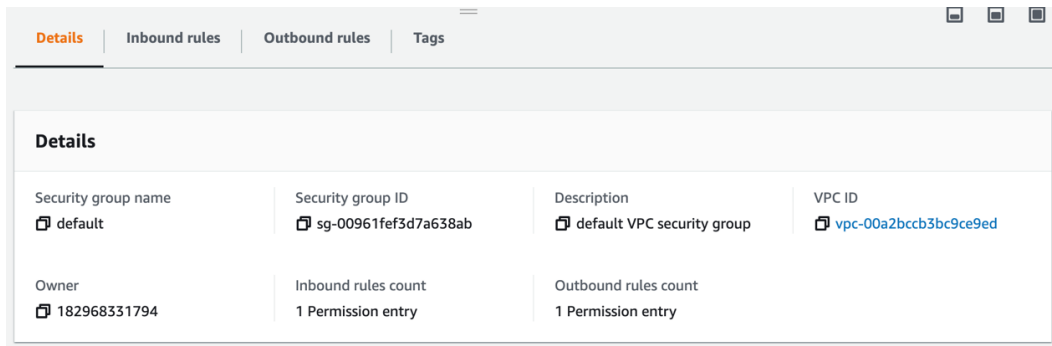 Details Inbound rules Outbound rules Tags
Details
Security group name Security group ID Description VPC ID
default sg-00961fef3d7a638ab default VPC security group vpc-00a2bccb3bc9ce9ed
Owner Inbound rules count Outbound rules count
182968331794 1 Permission entry 1 Permission entry